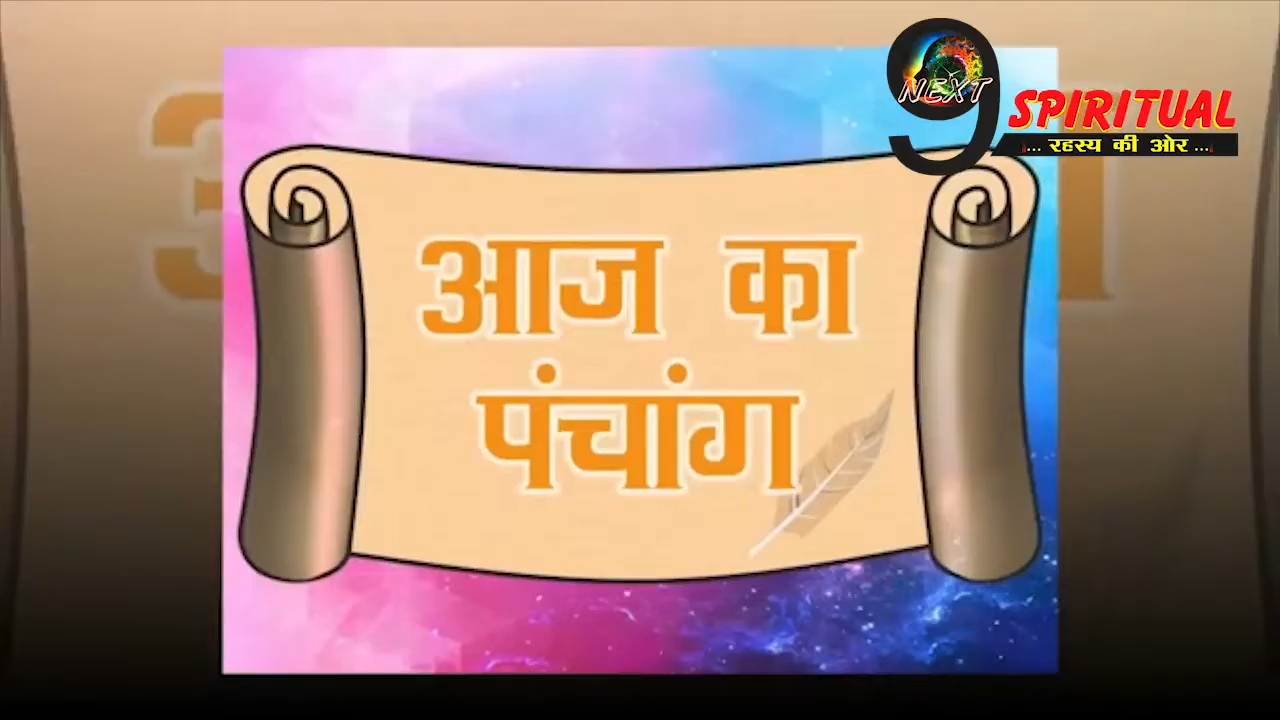 9
NEXT
SPIRITUAL
... रहस्य की ओर ...
आज का
पंचांग